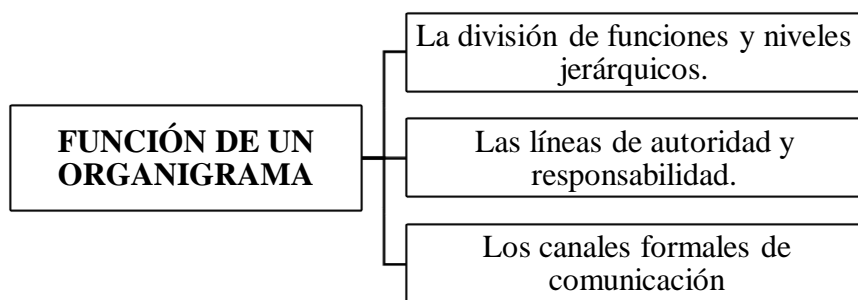 La división de funciones y niveles
jerárquicos.
FUNCIÓN DE UN
ORGANIGRAMA
Las líneas de autoridad y
responsabilidad.
Los canales formales de
comunicación